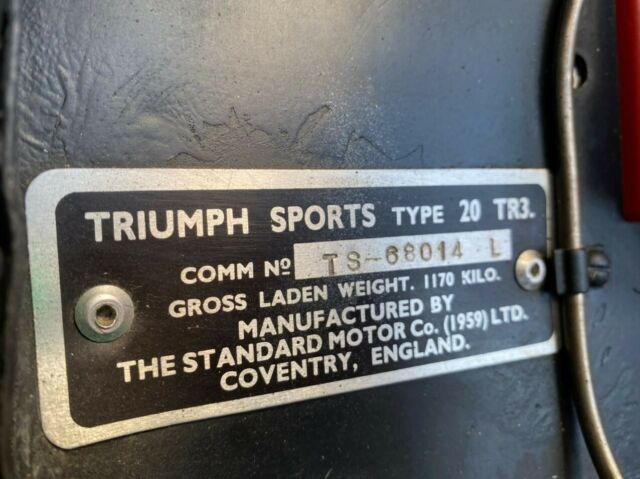 TRIUMPH SPORTS TYPE 20 TR3.
COMM Nº TS-68014 L
GROSS LADEN WEIGHT. 1170 KILO.
MANUFACTURED BY
THE STANDARD MOTOR Co. (1959) LTD.
COVENTRY, ENGLAND.